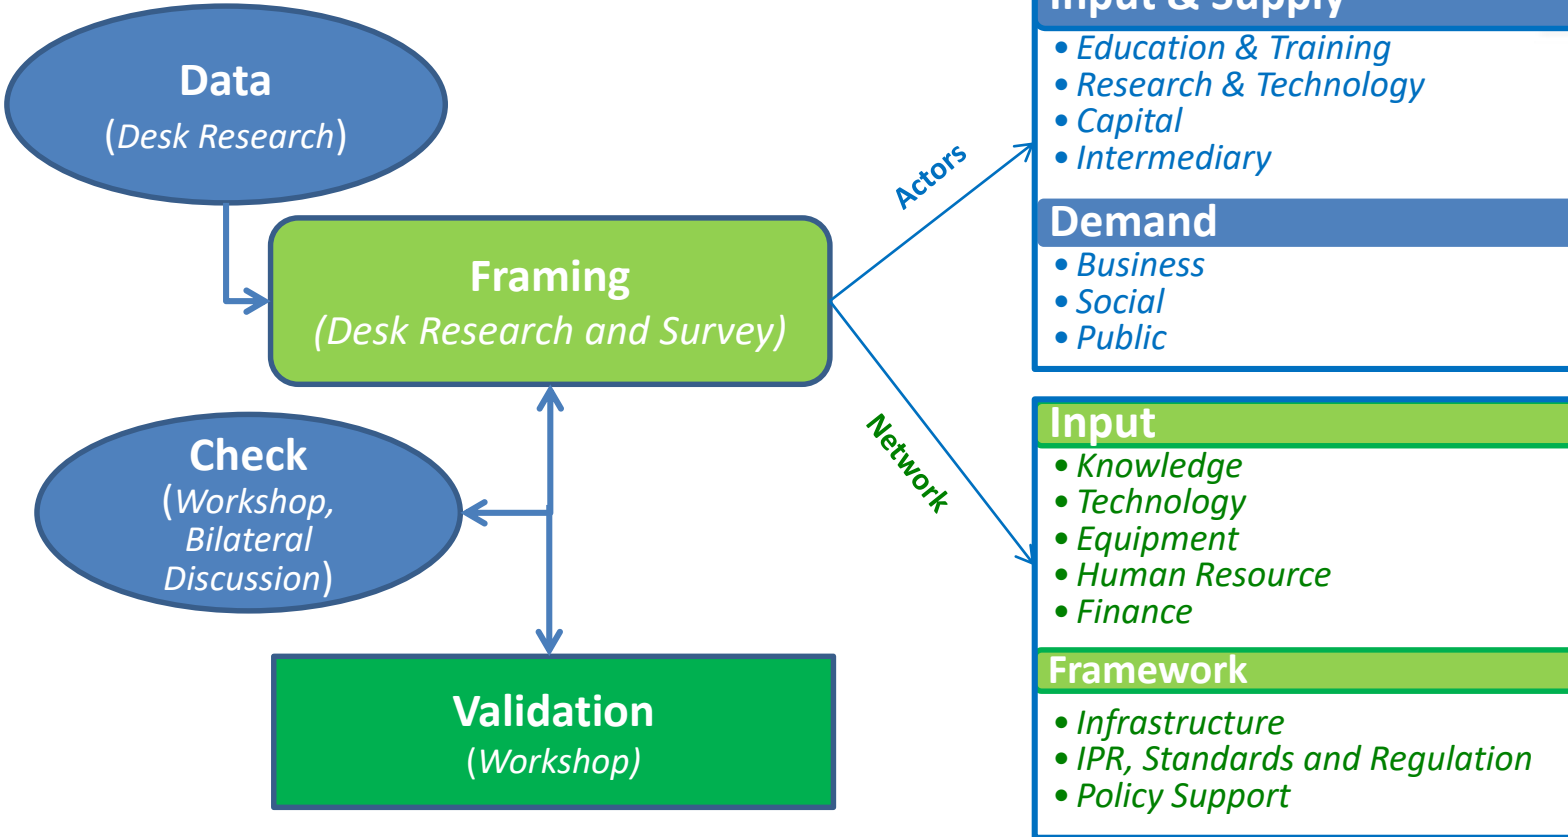 Data
(Desk Research)
Framing
(Desk Research and Survey)
Check
(Workshop,
Bilateral
Discussion)
Validation
(Workshop)
Actors
Network
Input & Supply
• Education & Training
• Research & Technology
• Capital
• Intermediary
Demand
• Business
• Social
• Public
Input
• Knowledge
• Technology
• Equipment
• Human Resource
• Finance
Framework
• Infrastructure
• IPR, Standards and Regulation
• Policy Support